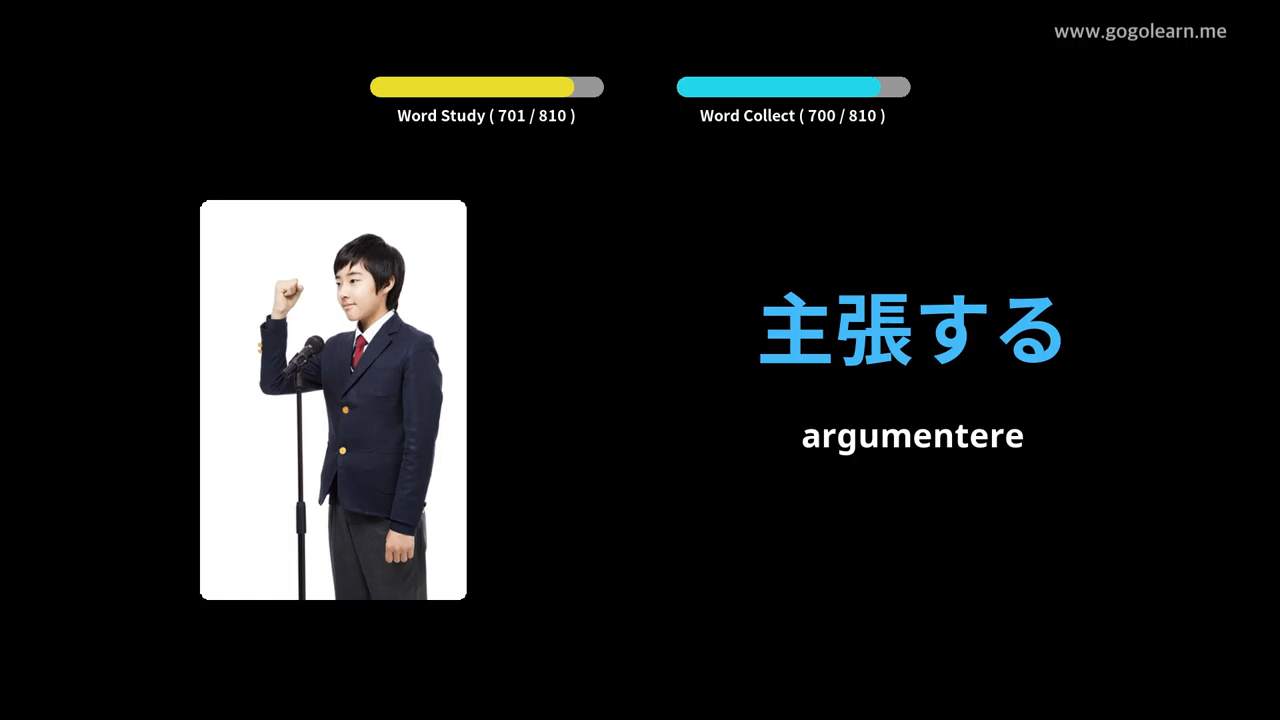 www.gogolearn.me
Word Study ( 701 / 810 )
Word Collect ( 700 / 810 )
主張する
argumentere